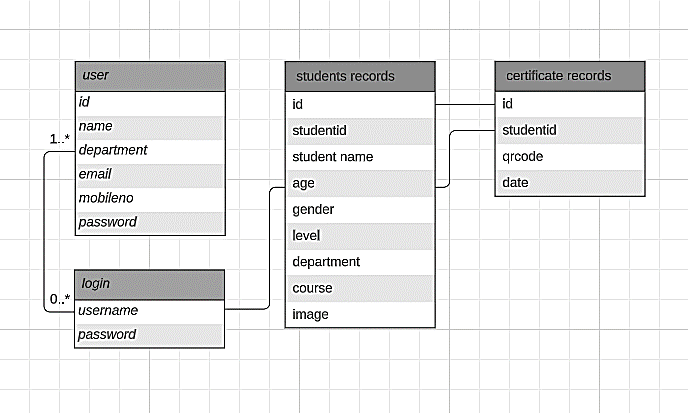 user
id
name
1..*
department
email
mobileno
password
login
0..*
username
password
students records
id
studentid
student name
age
gender
level
department
course
image
certificate records
id
studentid
qrcode
date